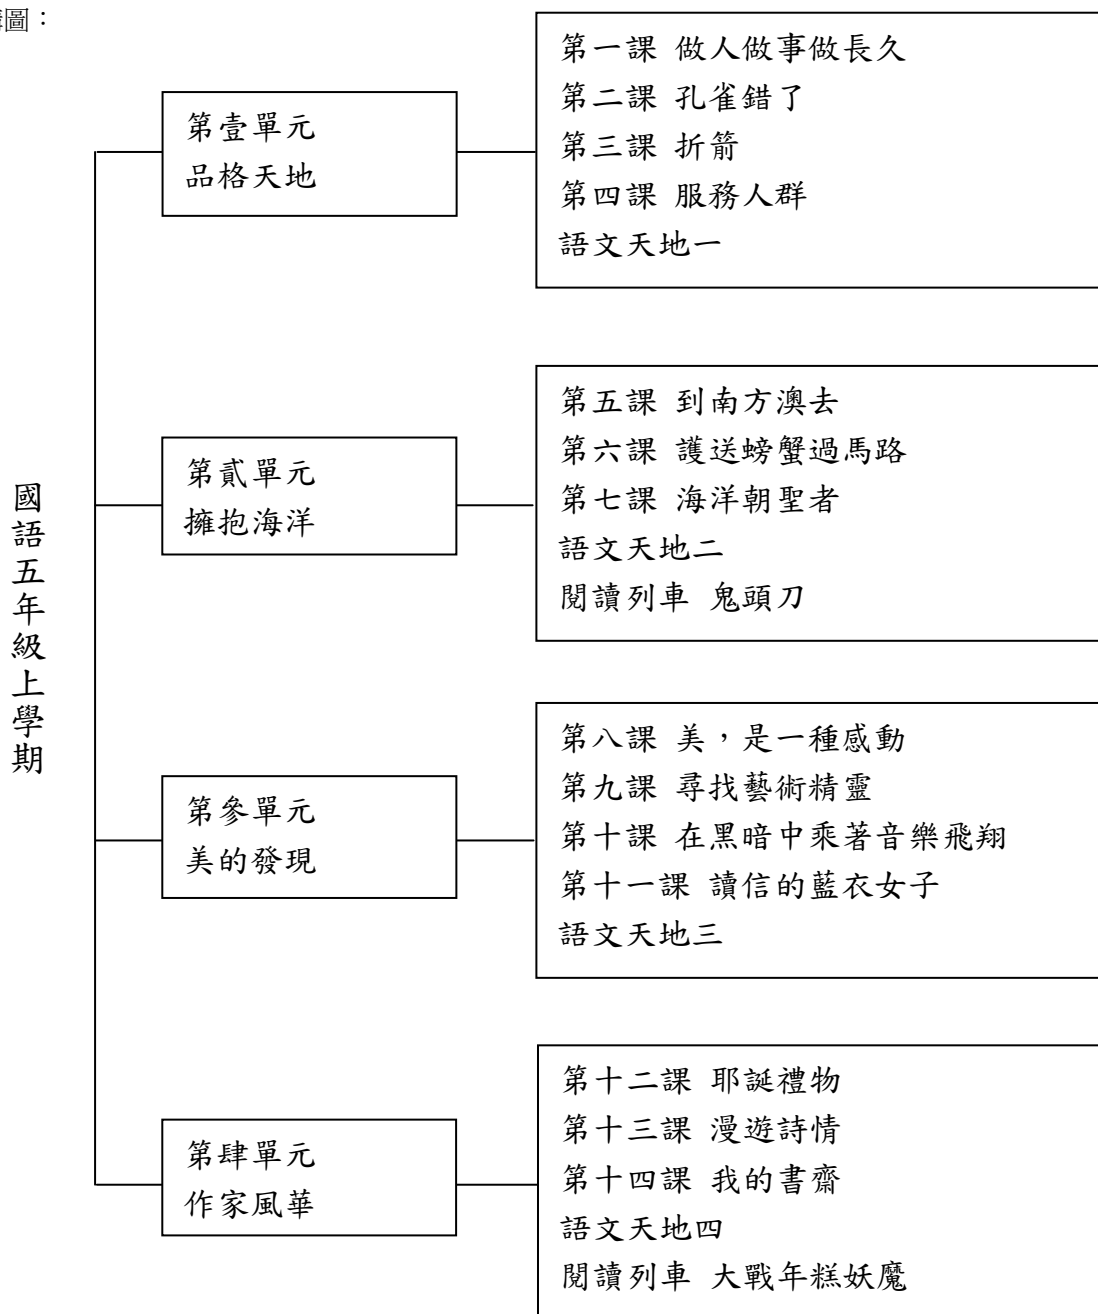 構圖：
國語五年級上學期
第壹單元
品格天地
第一課 做人做事做長久
第二課 孔雀錯了
第三課 折箭
第四課 服務人群
語文天地一
第貳單元
擁抱海洋
第五課 到南方澳去
第六課 護送螃蟹過馬路
第七課 海洋朝聖者
語文天地二
閱讀列車 鬼頭刀
第參單元
美的發現
第八課 美，是一種感動
第九課 尋找藝術精靈
第十課 在黑暗中乘著音樂飛翔
第十一課 讀信的藍衣女子
語文天地三
第肆單元
作家風華
第十二課 耶誕禮物
第十三課 漫遊詩情
第十四課 我的書齋
語文天地四
閱讀列車 大戰年糕妖魔